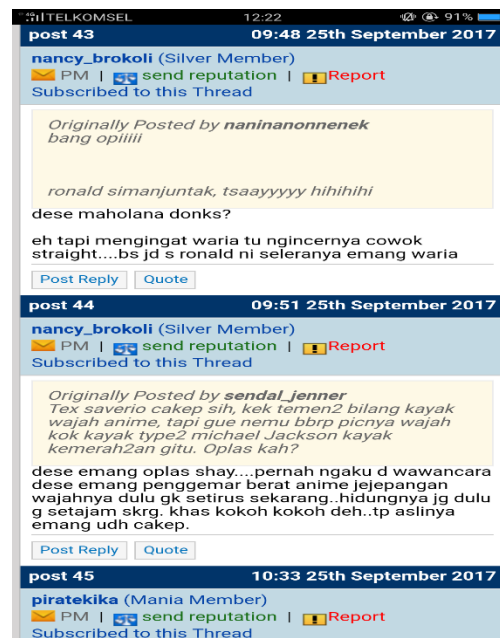 TELKOMSEL 12:22 91%
post 43 09:48 25th September 2017
nancy_brokoli (Silver Member)
PM | send reputation | Report
Subscribed to this Thread
Originally Posted by naninanonnenek
bang opiiiii
ronald simanjuntak, tsaayyyyy hihihihi
dese maholana donks?
eh tapi mengingat waria tu ngincernya cowok
straight....bs jd s ronald ni seleranya emang waria
Post Reply Quote
post 44 09:51 25th September 2017
nancy_brokoli (Silver Member)
PM | send reputation | Report
Subscribed to this Thread
Originally Posted by sendal_jenner
Tex saverio cakep sih, kek temen2 bilang kayak
wajah anime, tapi gue nemu bbrp picnya wajah
kok kayak type2 michael Jackson kayak
kemerah2an gitu. Oplas kah?
dese emang oplas shay....pernah ngaku d wawancara
dese emang penggemar berat anime jejepangan
wajahnya dulu gk setirus sekarang..hidungnya jg dulu
g setajam skrg. khas kokoh kokoh deh..tp aslinya
emang udh cakep.
Post Reply Quote
post 45 10:33 25th September 2017
piratekika (Mania Member)
PM | send reputation | Report
Subscribed to this Thread